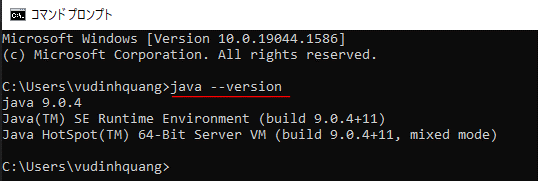 コマンド プロンプト
Microsoft Windows [Version 10.0.19044.1586]
(c) Microsoft Corporation. All rights reserved.
C:\Users\vudinhquang>java --version
java 9.0.4
Java(TM) SE Runtime Environment (build 9.0.4+11)
Java HotSpot(TM) 64-Bit Server VM (build 9.0.4+11, mixed mode)
C:\Users\vudinhquang>